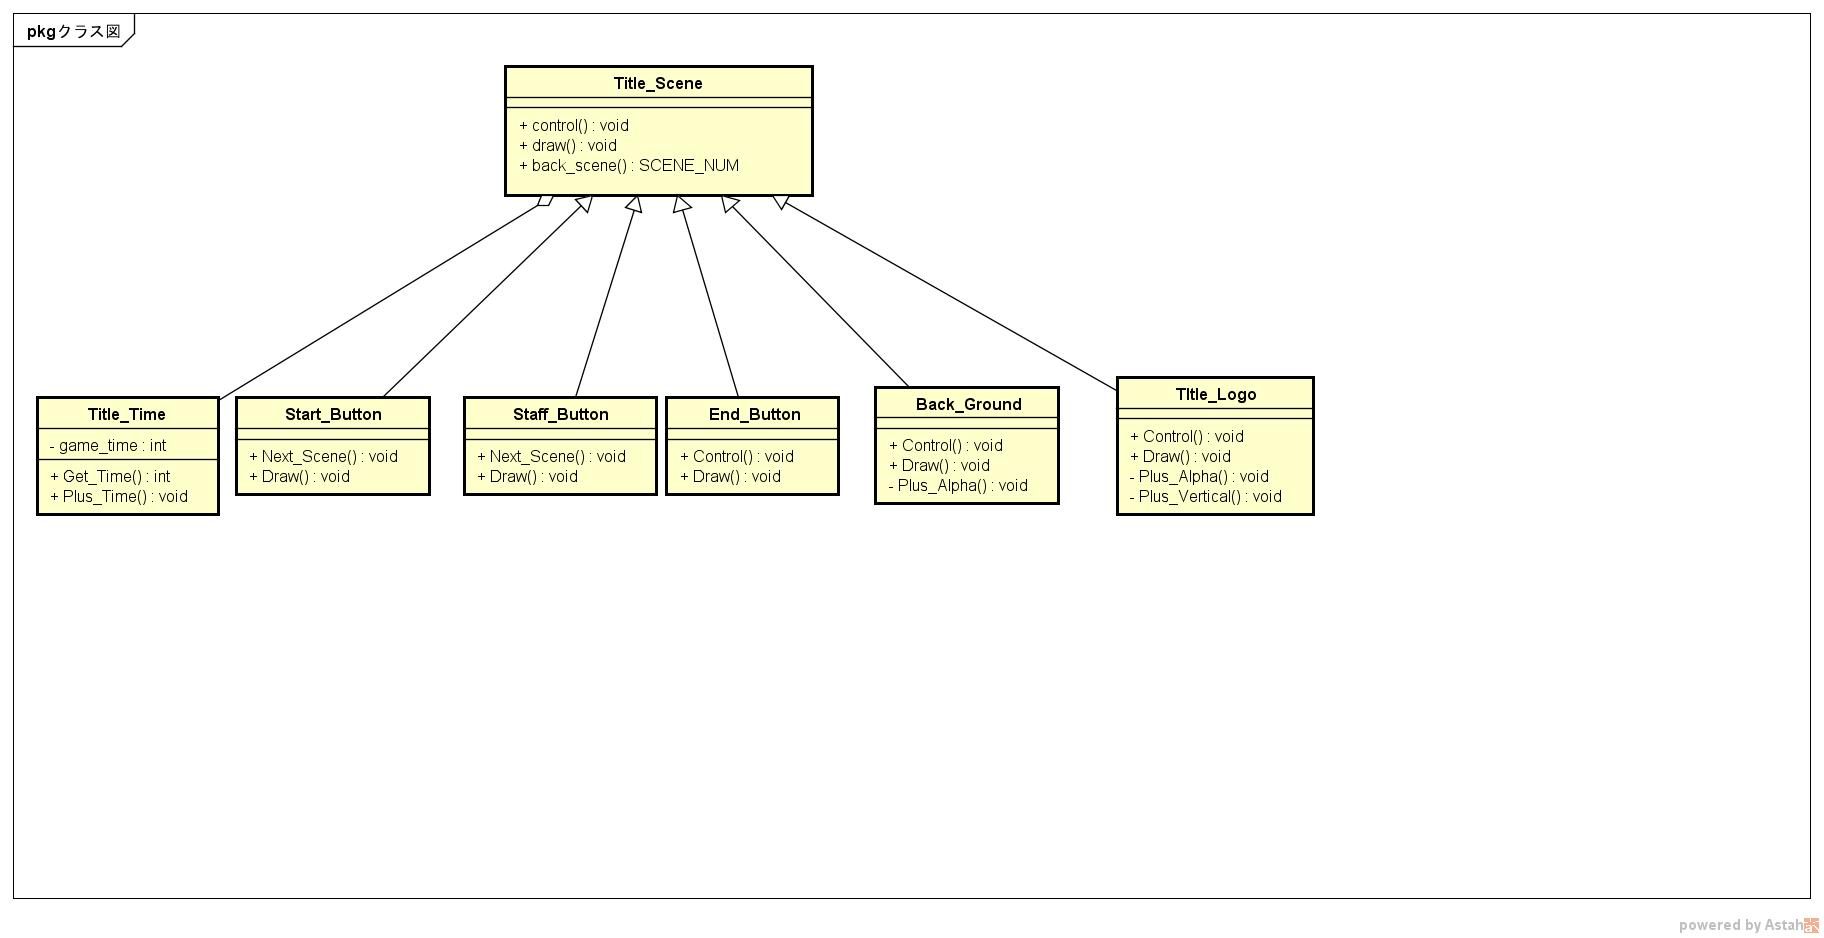 pkgクラス図
Title_Scene
+ control() : void
+ draw() : void
+ back_scene() : SCENE_NUM
Title_Time
- game_time : int
+ Get_Time() : int
+ Plus_Time() : void
Start_Button
+ Next_Scene() : void
+ Draw() : void
Staff_Button
+ Next_Scene() : void
+ Draw() : void
End_Button
+ Control() : void
+ Draw() : void
Back_Ground
+ Control() : void
+ Draw() : void
- Plus_Alpha() : void
TItle_Logo
+ Control() : void
+ Draw() : void
- Plus_Alpha() : void
- Plus_Vertical() : void
powered by Astah